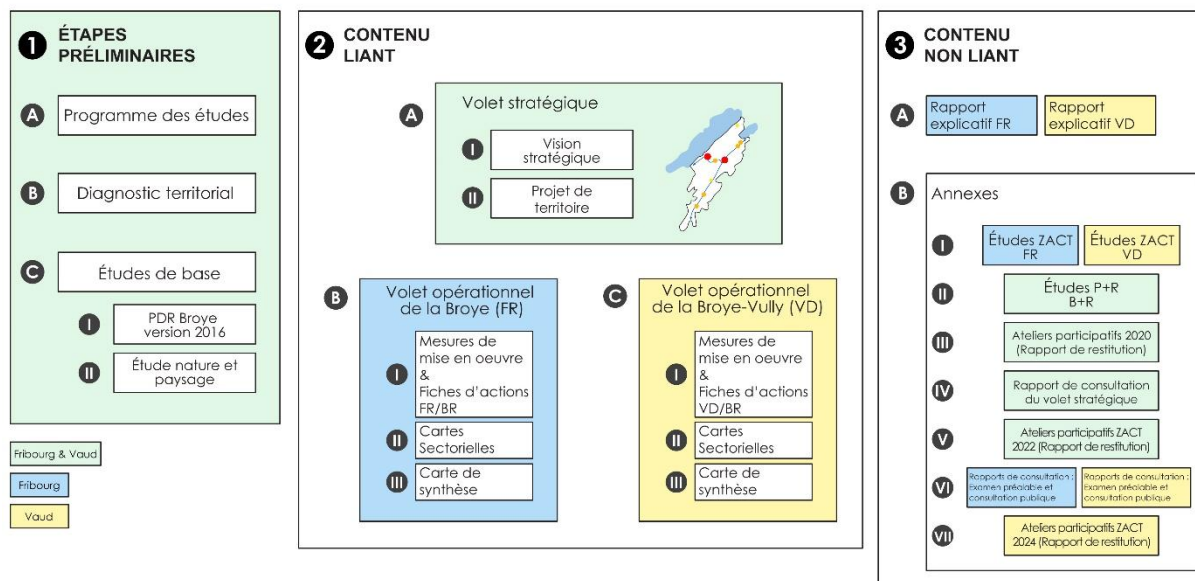 1
ÉTAPES
PRÉLIMINAIRES
A
Programme des études
B
Diagnostic territorial
C
Études de base
I
PDR Broye
version 2016
II
Étude nature et
paysage
Fribourg & Vaud
Fribourg
Vaud
2
CONTENU
LIANT
A
Volet stratégique
I
Vision
stratégique
II
Projet de
territoire
B
Volet opérationnel
de la Broye (FR)
I
Mesures de
mise en oeuvre
&
Fiches d'actions
FR/BR
II
Cartes
Sectorielles
III
Carte de
synthèse
C
Volet opérationnel
de la Broye-Vully (VD)
I
Mesures de
mise en oeuvre
&
Fiches d'actions
VD/BR
II
Cartes
Sectorielles
III
Carte de
synthèse
3
CONTENU
NON LIANT
A
Rapport
explicatif FR
Rapport
explicatif VD
B
Annexes
I
Études ZACT
FR
Études ZACT
VD
II
Études P+R
B+R
III
Ateliers participatifs 2020
(Rapport de restitution)
IV
Rapport de consultation
du volet stratégique
V
Ateliers participatifs ZACT
2022 (Rapport de restitution)
VI
Rapports de consultation :
Examen préalable et
consultation publique
Rapports de consultation :
Examen préalable et
consultation publique
VII
Ateliers participatifs ZACT
2024 (Rapport de restitution)